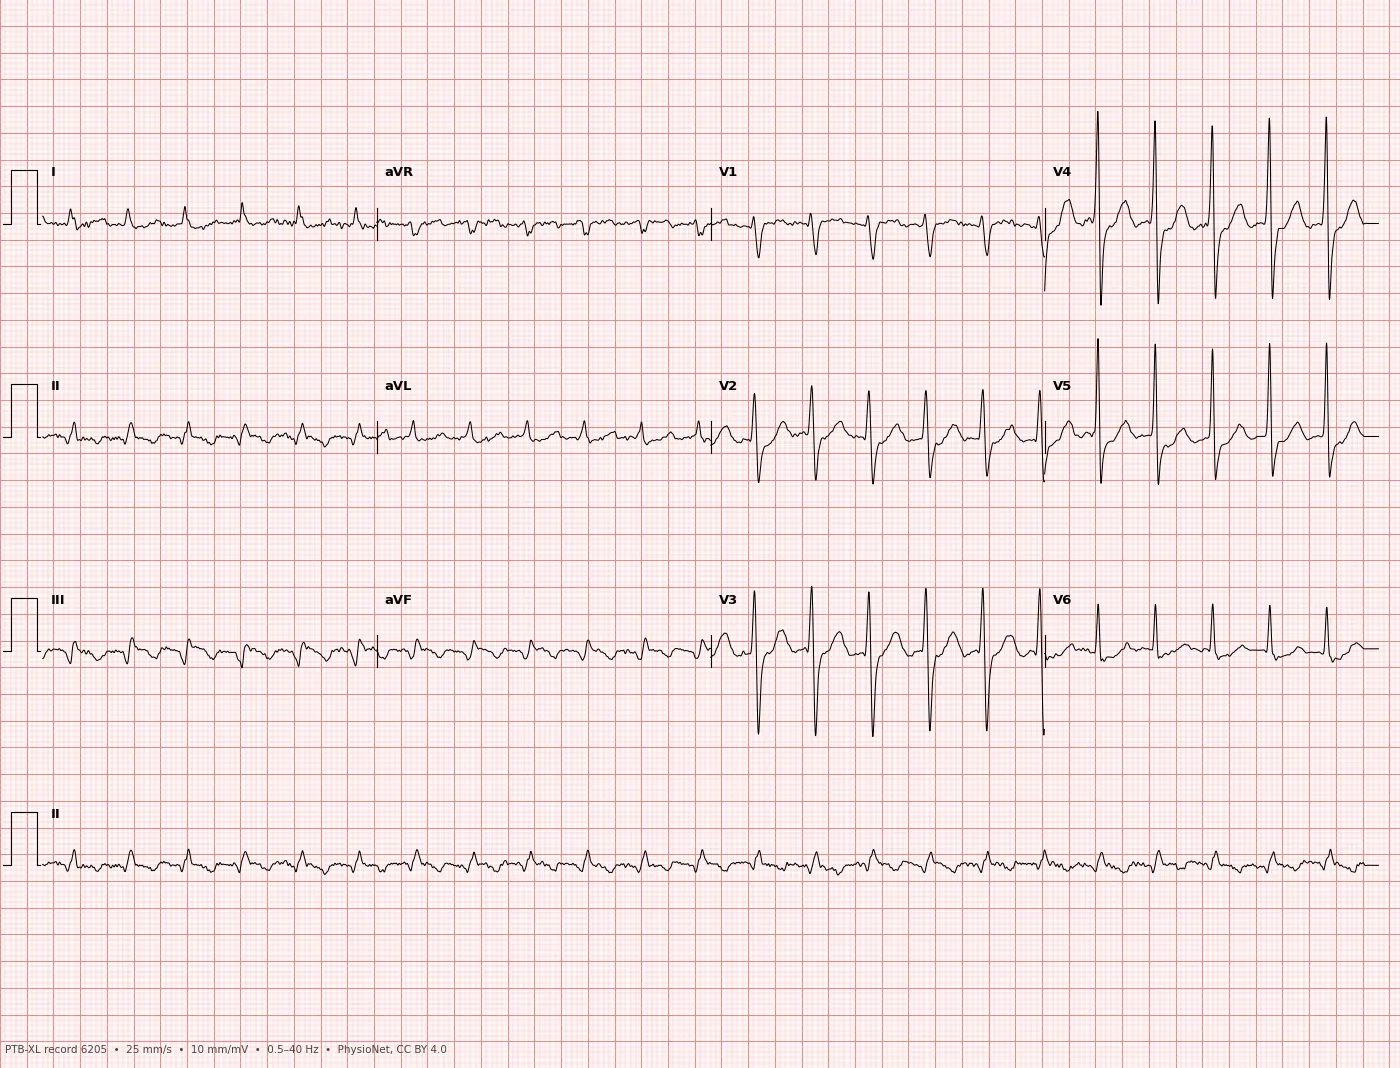 I aVR V1 V4
II aVL V2 V5
III aVF V3 V6
II
PTB-XL record 6205 • 25 mm/s • 10 mm/mV • 0.5–40 Hz • PhysioNet, CC BY 4.0